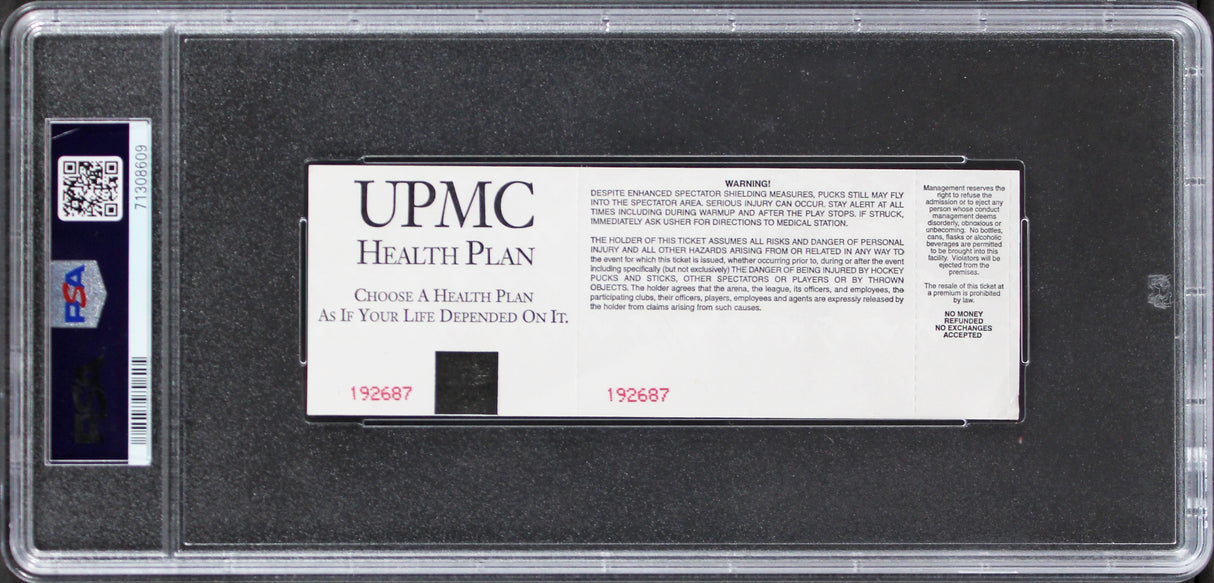 71308609
PSA
PSA
UPMC
HEALTH PLAN
CHOOSE A HEALTH PLAN
AS IF YOUR LIFE DEPENDED ON IT.
192687
WARNING!
DESPITE ENHANCED SPECTATOR SHIELDING MEASURES, PUCKS STILL MAY FLY
INTO THE SPECTATOR AREA. SERIOUS INJURY CAN OCCUR. STAY ALERT AT ALL
TIMES INCLUDING DURING WARMUP AND AFTER THE PLAY STOPS. IF STRUCK,
IMMEDIATELY ASK USHER FOR DIRECTIONS TO MEDICAL STATION.
THE HOLDER OF THIS TICKET ASSUMES ALL RISKS AND DANGER OF PERSONAL
INJURY AND ALL OTHER HAZARDS ARISING FROM OR RELATED IN ANY WAY TO
the event for which this ticket is issued, whether occurring prior to, during or after the event
including specifically (but not exclusively) THE DANGER OF BEING INJURED BY HOCKEY
PUCKS AND STICKS, OTHER SPECTATORS OR PLAYERS OR BY THROWN
OBJECTS. The holder agrees that the arena, the league, its officers, and employees, the
participating clubs, their officers, players, employees and agents are expressly released by
the holder from claims arising from such causes.
192687
Management reserves the
right to refuse the
admission or to eject any
person whose conduct
management deems
disorderly, obnoxious or
unbecoming. No bottles,
cans, flasks or alcoholic
beverages are permitted
to be brought into this
facility. Violators will be
ejected from the
premises.
The resale of this ticket at
a premium is prohibited
by law.
NO MONEY
REFUNDED
NO EXCHANGES
ACCEPTED